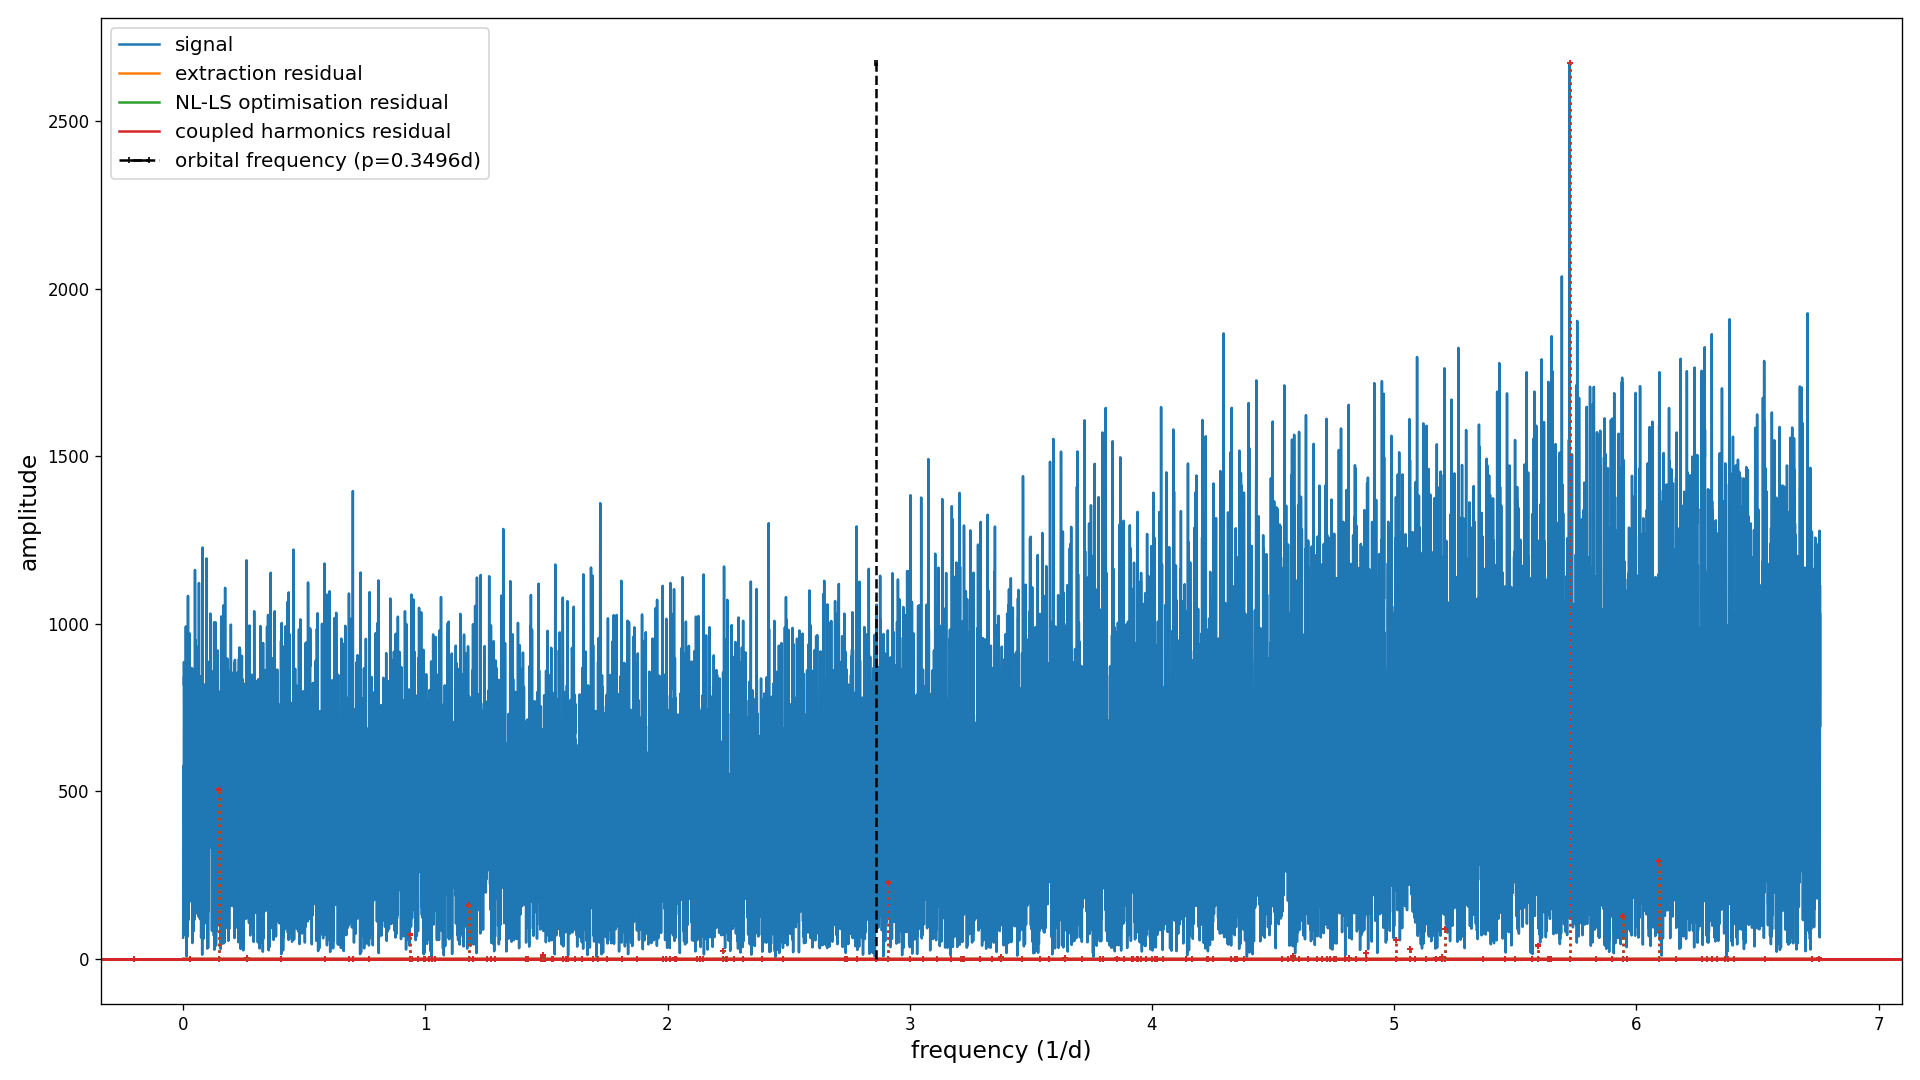 signal
extraction residual
NL-LS optimisation residual
coupled harmonics residual
orbital frequency (p=0.3496d)
amplitude
2500
2000
1500
1000
500
0
0 1 2 3 4 5 6 7
frequency (1/d)